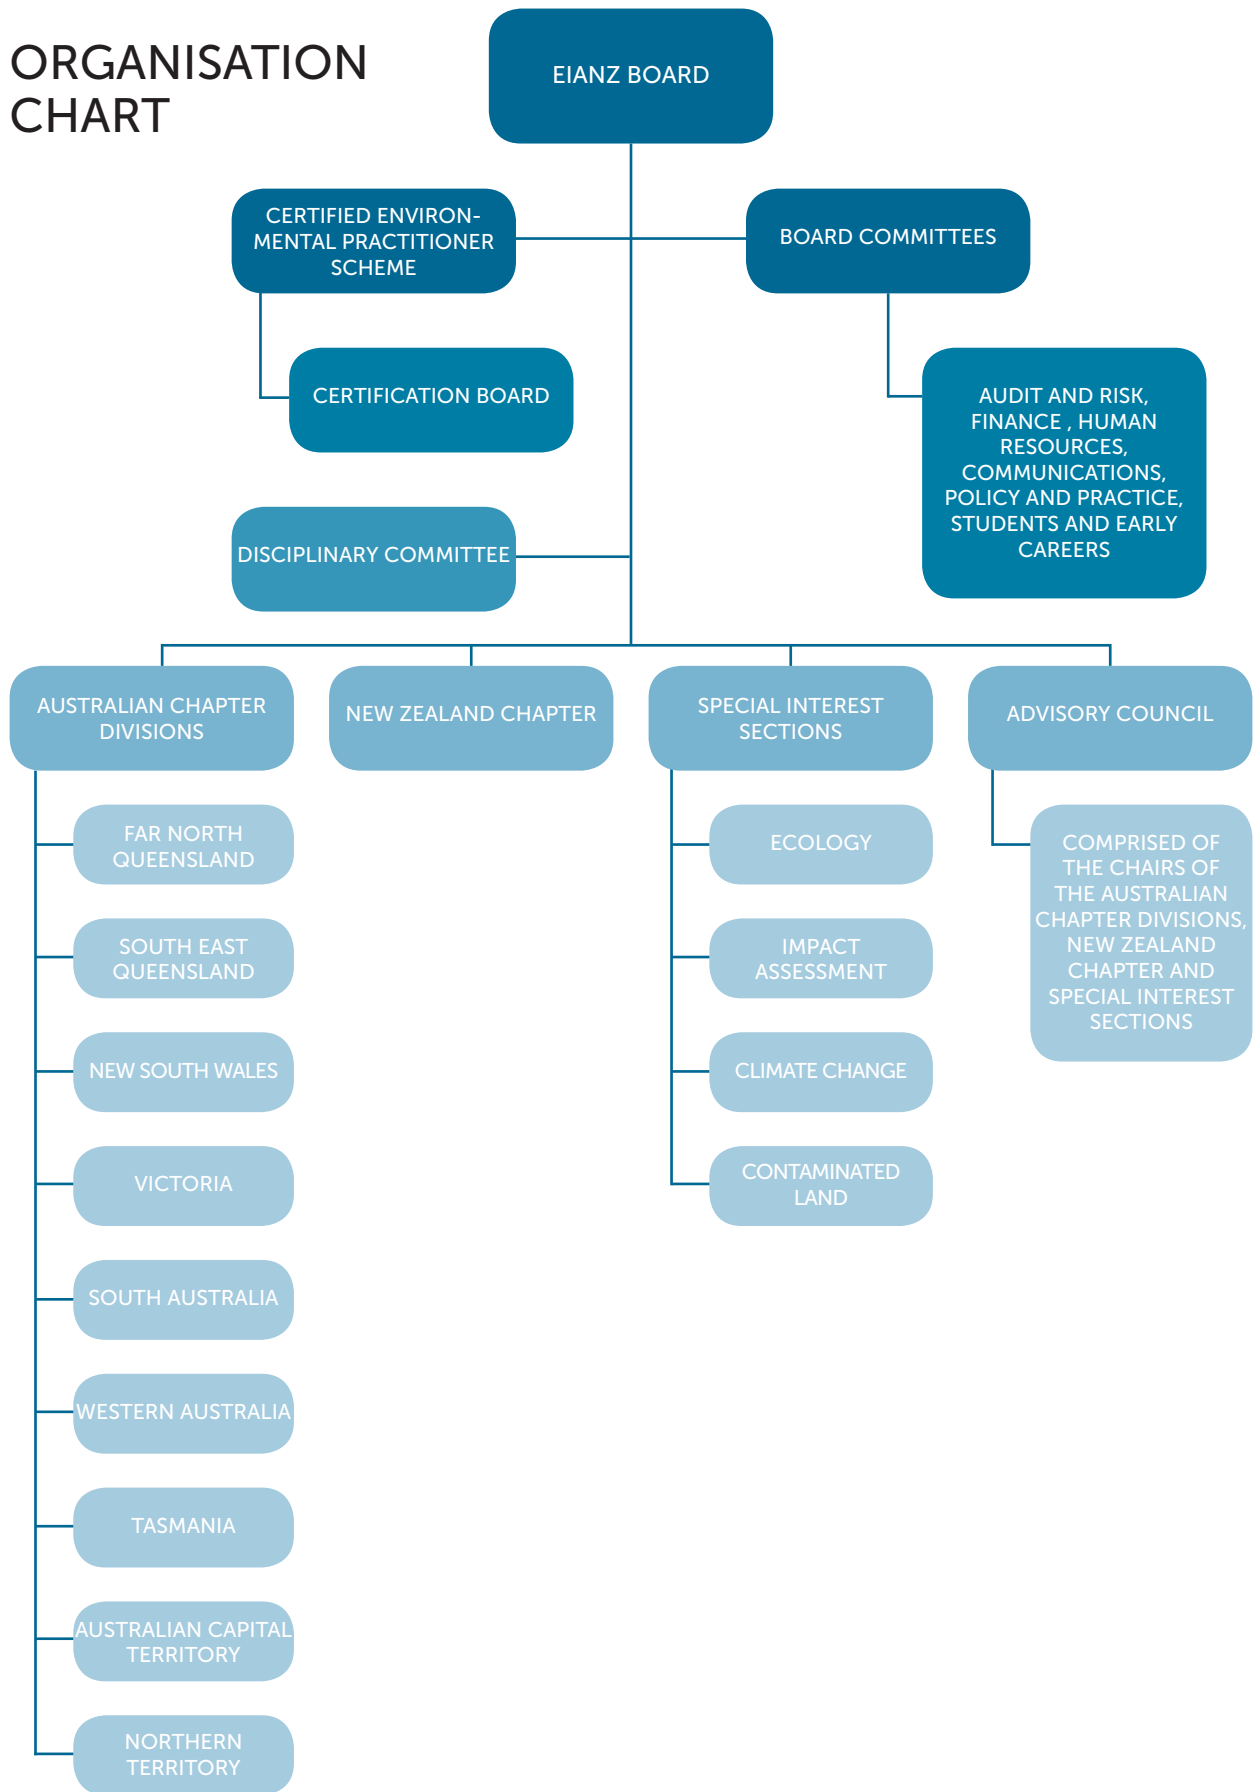 ORGANISATION
CHART
EIANZ BOARD
CERTIFIED ENVIRON-
MENTAL PRACTITIONER
SCHEME
BOARD COMMITTEES
CERTIFICATION BOARD
AUDIT AND RISK,
FINANCE , HUMAN
RESOURCES,
COMMUNICATIONS,
POLICY AND PRACTICE,
STUDENTS AND EARLY
CAREERS
DISCIPLINARY COMMITTEE
AUSTRALIAN CHAPTER
DIVISIONS
NEW ZEALAND CHAPTER
SPECIAL INTEREST
SECTIONS
ADVISORY COUNCIL
FAR NORTH
QUEENSLAND
SOUTH EAST
QUEENSLAND
NEW SOUTH WALES
VICTORIA
SOUTH AUSTRALIA
WESTERN AUSTRALIA
TASMANIA
AUSTRALIAN CAPITAL
TERRITORY
NORTHERN
TERRITORY
ECOLOGY
IMPACT
ASSESSMENT
CLIMATE CHANGE
CONTAMINATED
LAND
COMPRISED OF
THE CHAIRS OF
THE AUSTRALIAN
CHAPTER DIVISIONS,
NEW ZEALAND
CHAPTER AND
SPECIAL INTEREST
SECTIONS